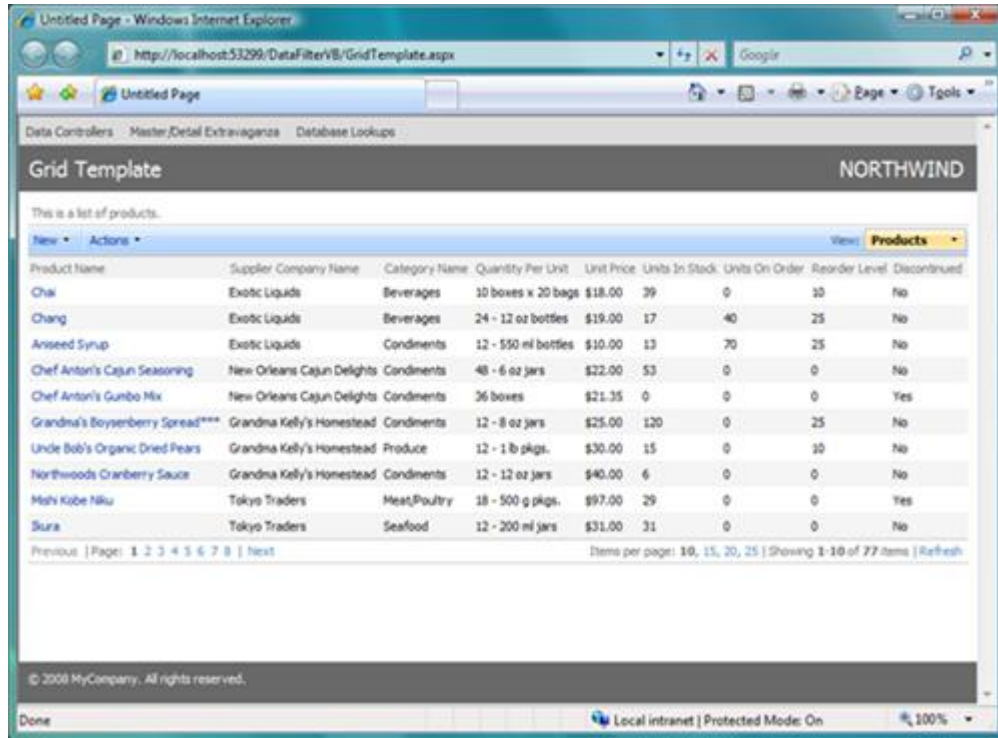 Untitled Page - Windows Internet Explorer
http://localhost:53299/DataFilterVB/GridTemplate.aspx
Google
Untitled Page
Page
Tools
Data Controllers Master/Detail Extravaganza Database Lookups
Grid Template
NORTHWIND
This is a list of products.
New Actions View: Products
Product Name Supplier Company Name Category Name Quantity Per Unit Unit Price Units In Stock Units On Order Reorder Level Discontinued
Chai Exotic Liquids Beverages 10 boxes x 20 bags $18.00 39 0 10 No
Chang Exotic Liquids Beverages 24 - 12 oz bottles $19.00 17 40 25 No
Aniseed Syrup Exotic Liquids Condiments 12 - 550 ml bottles $10.00 13 70 25 No
Chef Anton's Cajun Seasoning New Orleans Cajun Delights Condiments 48 - 6 oz jars $22.00 53 0 0 No
Chef Anton's Gumbo Mix New Orleans Cajun Delights Condiments 36 boxes $21.35 0 0 0 Yes
Grandma's Boysenberry Spread*** Grandma Kelly's Homestead Condiments 12 - 8 oz jars $25.00 120 0 25 No
Uncle Bob's Organic Dried Pears Grandma Kelly's Homestead Produce 12 - 1 lb pkgs. $30.00 15 0 10 No
Northwoods Cranberry Sauce Grandma Kelly's Homestead Condiments 12 - 12 oz jars $40.00 6 0 0 No
Mishi Kobe Niku Tokyo Traders Meat/Poultry 18 - 500 g pkgs. $97.00 29 0 0 Yes
Ikura Tokyo Traders Seafood 12 - 200 ml jars $31.00 31 0 0 No
Previous | Page: 1 2 3 4 5 6 7 8 | Next Items per page: 10, 15, 20, 25 | Showing 1-10 of 77 items | Refresh
© 2008 MyCompany. All rights reserved.
Done Local intranet | Protected Mode: On 100%